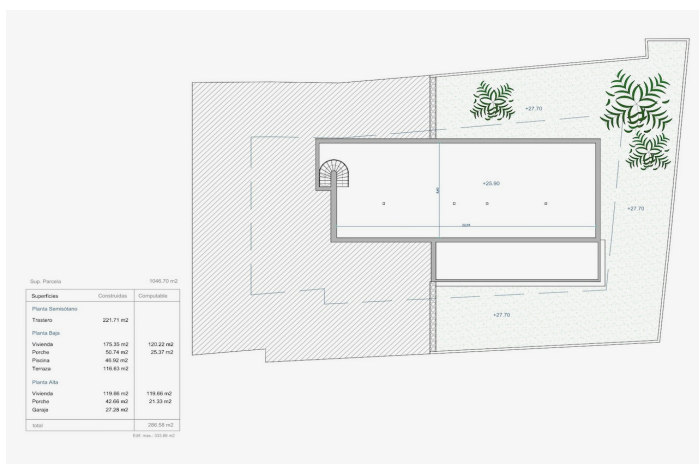 +27.70
+25.90
+27.70
+27.70
Sup. Parcela 1046.70 m2
Superficies Construidas Computable
Planta Semisótano
Trastero 221.71 m2
Planta Baja
Vivienda 175.35 m2 120.22 m2
Porche 50.74 m2 25.37 m2
Piscina 46.92 m2
Terraza 116.83 m2
Planta Alta
Vivienda 119.66 m2 119.66 m2
Porche 42.66 m2 21.33 m2
Garaje 27.28 m2
total 286.58 m2